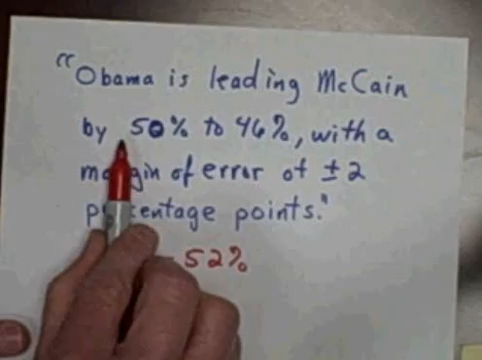 "Obama is leading McCain
by 50% to 46%, with a
of error of ± 2
points."
- 52%